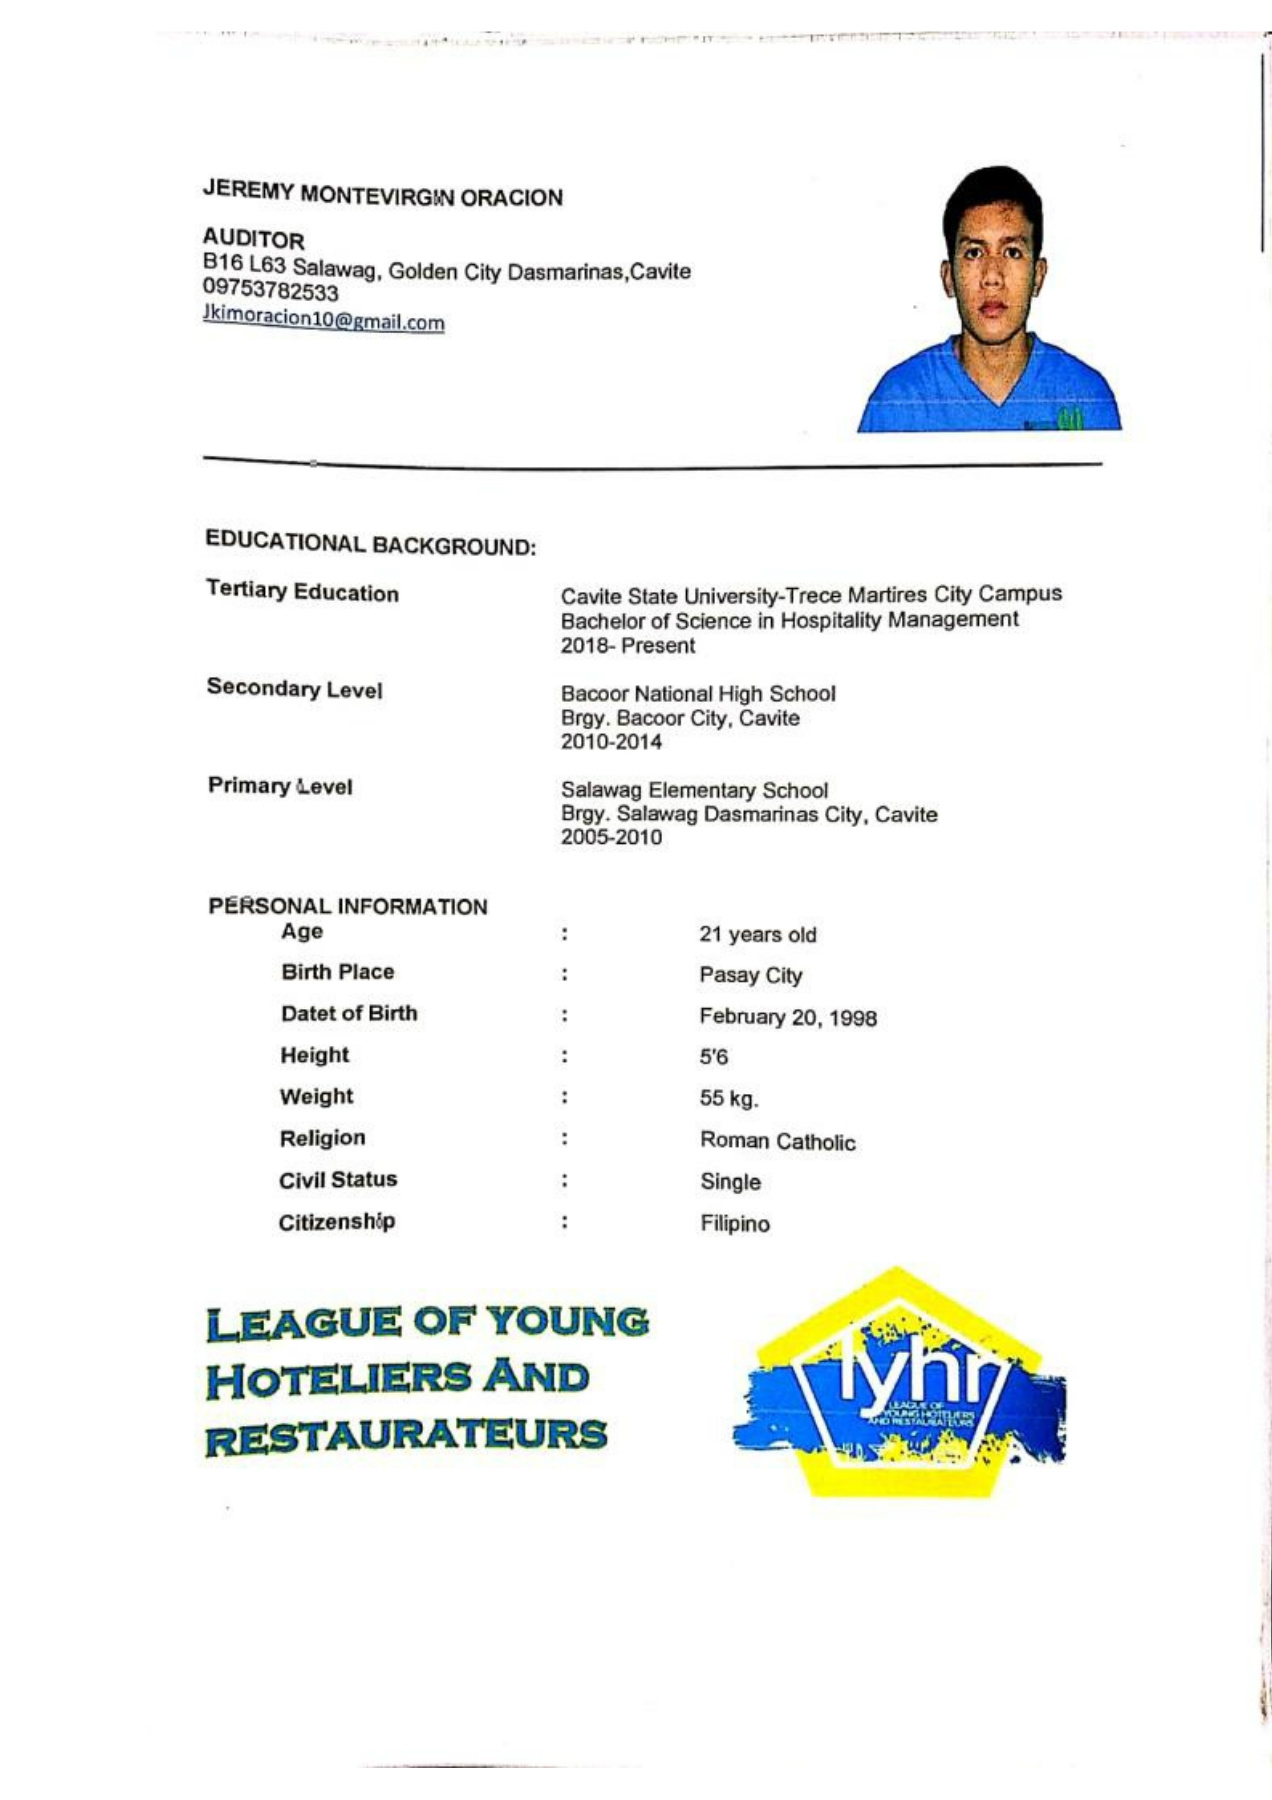 JEREMY MONTEVIRGIN ORACION
AUDITOR
B16 L63 Salawag, Golden City Dasmarinas,Cavite
09753782533
Jkimoracion10@gmail.com
EDUCATIONAL BACKGROUND:
Tertiary Education
Cavite State University-Trece Martires City Campus
Bachelor of Science in Hospitality Management
2018- Present
Secondary Level
Bacoor National High School
Brgy. Bacoor City, Cavite
2010-2014
Primary Level
Salawag Elementary School
Brgy. Salawag Dasmarinas City, Cavite
2005-2010
PERSONAL INFORMATION
Age : 21 years old
Birth Place : Pasay City
Datet of Birth : February 20, 1998
Height : 5'6
Weight : 55 kg.
Religion : Roman Catholic
Civil Status : Single
Citizenship : Filipino
LEAGUE OF YOUNG
HOTELIERS AND
RESTAURATEURS
lyhr
LEAGUE OF
YOUNG HOTELIERS
AND RESTAURATEURS